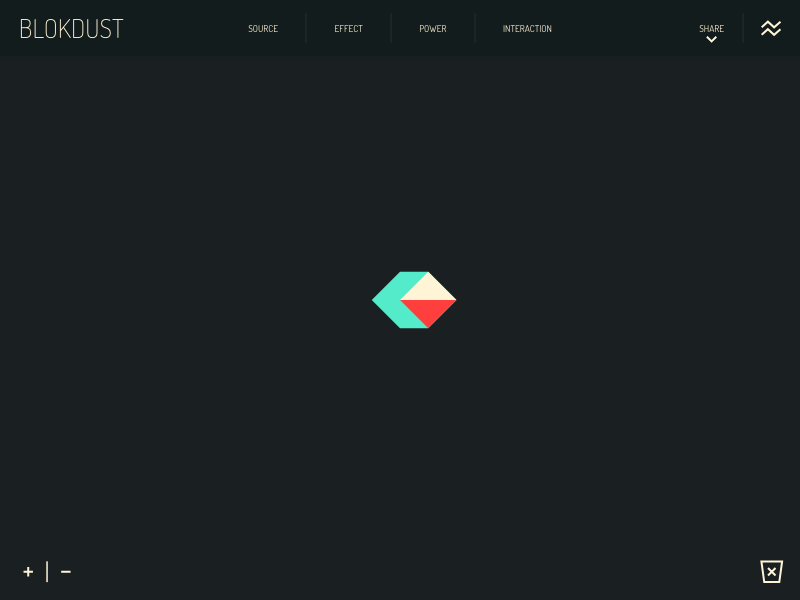 BLOKDUST
SOURCE
EFFECT
POWER
INTERACTION
SHARE